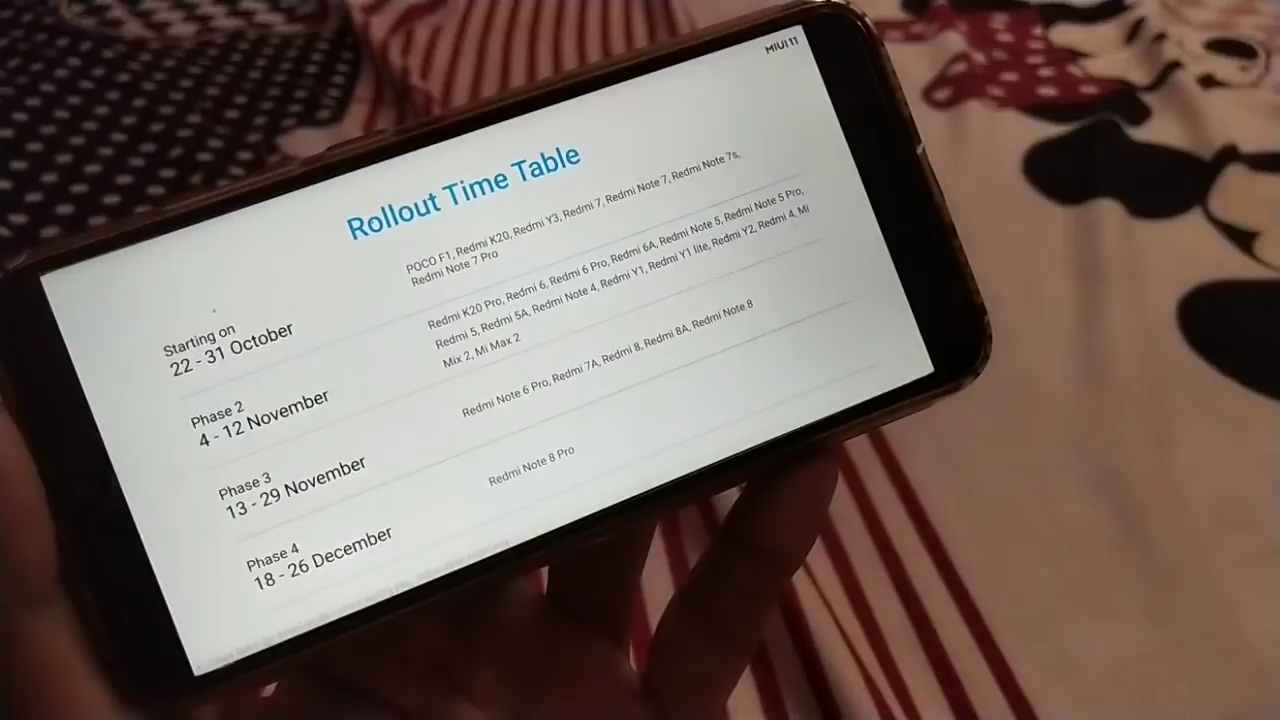 MIUI11
Rollout Time Table
Starting on
22 - 31 October
POCO F1, Redmi K20, Redmi Y3, Redmi 7, Redmi Note 7, Redmi Note 7s,
Redmi Note 7 Pro
Phase 2
4 - 12 November
Redmi K20 Pro, Redmi 6, Redmi 6 Pro, Redmi 6A, Redmi Note 5, Redmi Note 5 Pro,
Redmi 5, Redmi 5A, Redmi Note 4, Redmi Y1, Redmi Y1 lite, Redmi Y2, Redmi 4, Mi
Mix 2, Mi Max 2
Phase 3
13 - 29 November
Redmi Note 6 Pro, Redmi 7A, Redmi 8, Redmi 8A, Redmi Note 8
Phase 4
18 - 26 December
Redmi Note 8 Pro